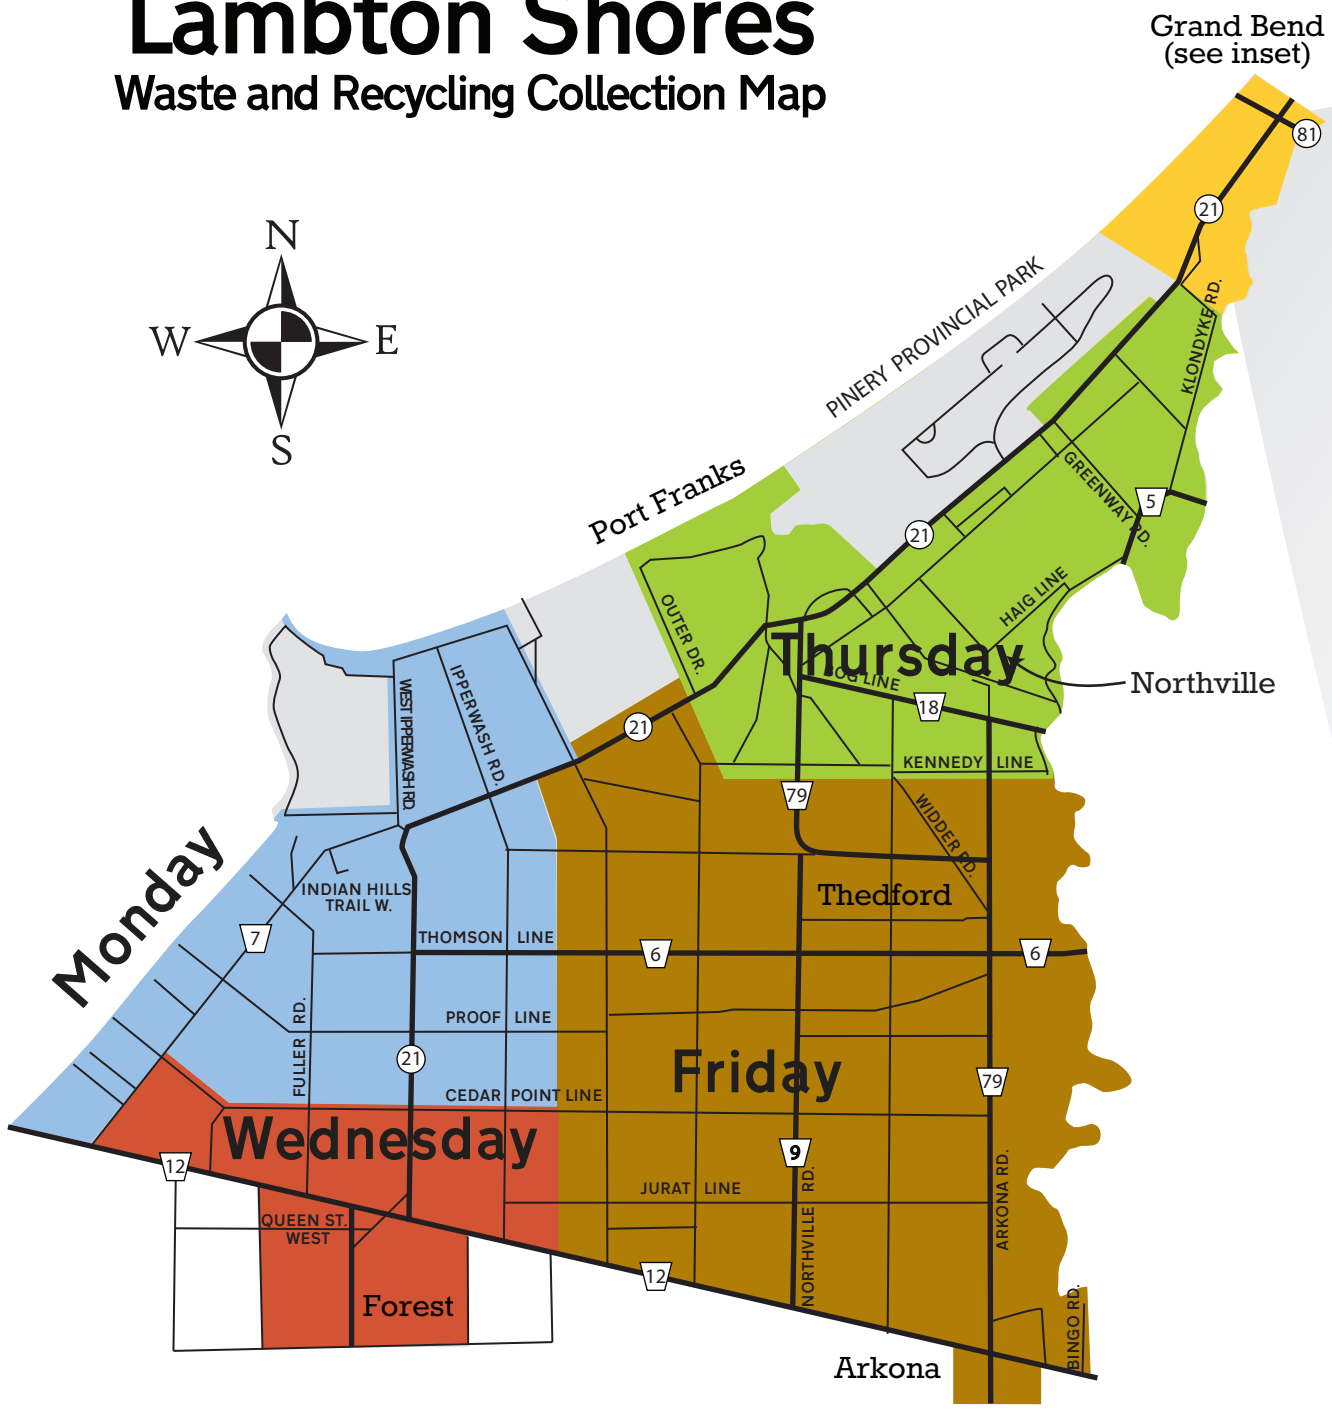 Lambton Shores
Waste and Recycling Collection Map
Grand Bend
(see inset)
81
21
N
W
E
S
PINERY PROVINCIAL PARK
KLONDYKE RD.
Port Franks
GREENWAY RD.
5
21
HAIG LINE
OUTER DR.
Thursday
OG LINE
Northville
18
21
WEST IPPERWASH RD.
IPPERWASH RD.
KENNEDY LINE
79
WIDDER RD.
Monday
INDIAN HILLS
TRAIL W.
Thedford
7
THOMSON LINE
6
6
FULLER RD.
PROOF LINE
21
Friday
79
CEDAR POINT LINE
Wednesday
12
9
ARKONA RD.
JURAT LINE
NORTHVILLE RD.
QUEEN ST.
WEST
12
Forest
BINGO RD.
Arkona